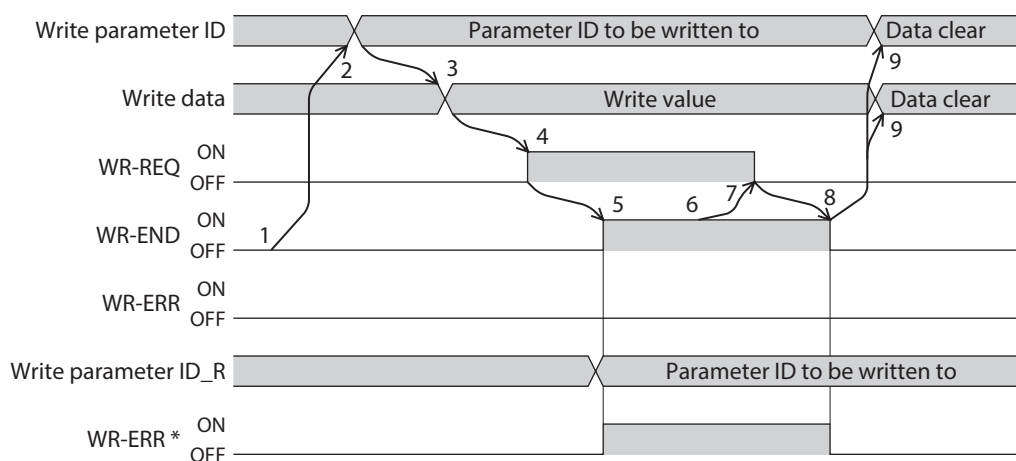 Write parameter ID Parameter ID to be written to Data clear
2 3 9
Write data Write value Data clear
4 9
WR-REQ ON
OFF
7
5 6 8
WR-END ON
OFF
1
WR-ERR ON
OFF
Write parameter ID_R Parameter ID to be written to
WR-ERR * ON
OFF